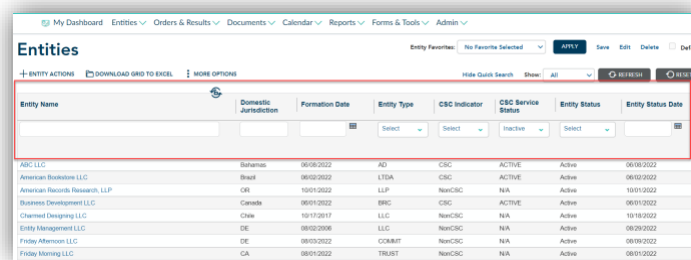 My Dashboard Entities Orders & Results Documents Calendar Reports Forms & Tools Admin
Entities
Entity Favorites: No Favorite Selected APPLY Save Edit Delete Def
ENTITY ACTIONS DOWNLOAD GRID TO EXCEL MORE OPTIONS Hide Quick Search Show: All REFRESH RESE
Entity Name Domestic Jurisdiction Formation Date Entity Type CSC Indicator CSC Service Status Entity Status Entity Status Date
Select Select Inactive Select
ABC LLC Bahamas 06/08/2022 AD CSC ACTIVE Active 06/08/2022
American Bookstore LLC Brazil 06/02/2022 LTDA CSC ACTIVE Active 06/02/2022
American Records Research, LLP OR 10/01/2022 LLP NonCSC N/A Active 10/01/2022
Business Development LLC Canada 06/01/2022 BRC CSC ACTIVE Active 06/01/2022
Charmed Designing LLC Chile 10/17/2017 LLC NonCSC N/A Active 10/18/2022
Entity Management LLC DE 08/02/2006 LLC NonCSC N/A Active 08/29/2022
Friday Afternoon LLC DE 08/03/2022 COMMT NonCSC N/A Active 08/09/2022
Friday Morning LLC CA 08/01/2022 TRUST NonCSC N/A Active 08/01/2022